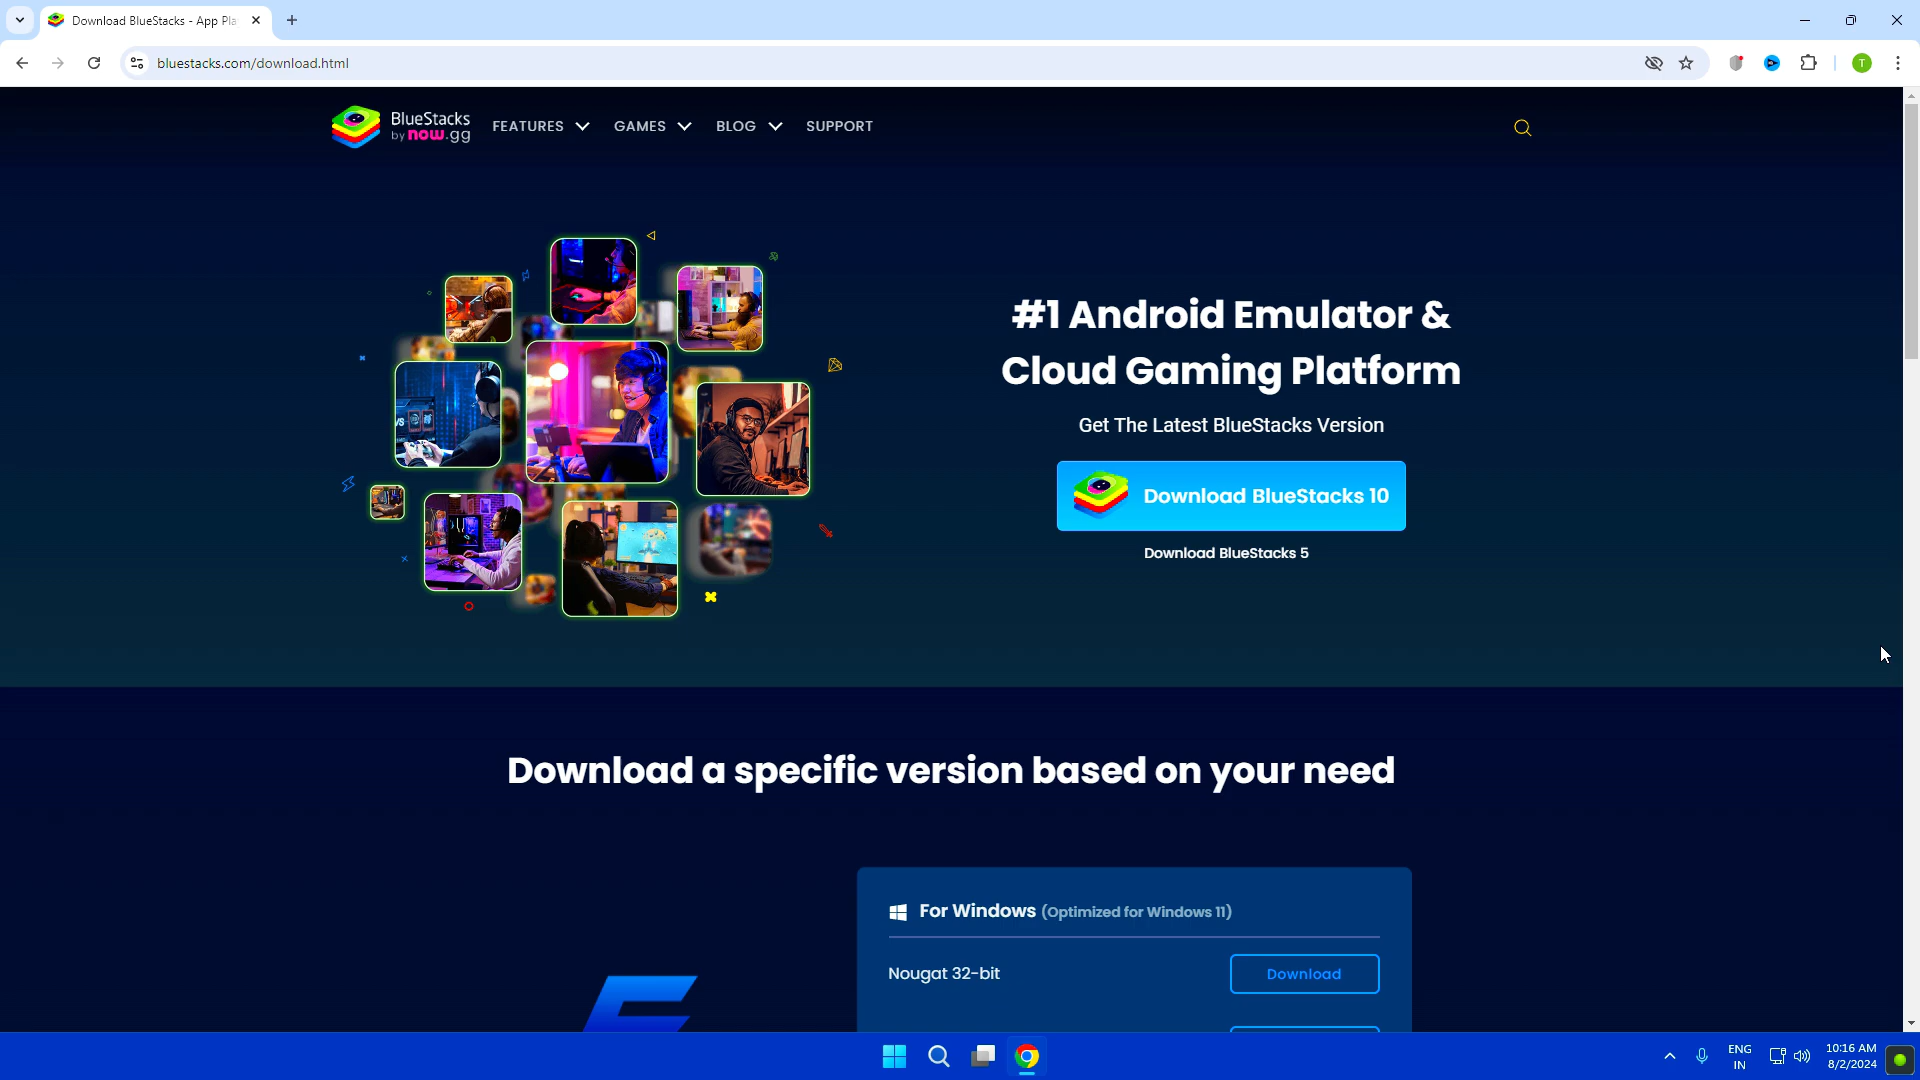 Download BlueStacks - App Pla
bluestacks.com/download.html
T
BlueStacks
by now.gg
FEATURES
GAMES
BLOG
SUPPORT
#1 Android Emulator &
Cloud Gaming Platform
Get The Latest BlueStacks Version
Download BlueStacks 10
Download BlueStacks 5
Download a specific version based on your need
For Windows (Optimized for Windows 11)
Nougat 32-bit
Download
ENG
IN
10:16 AM
8/2/2024